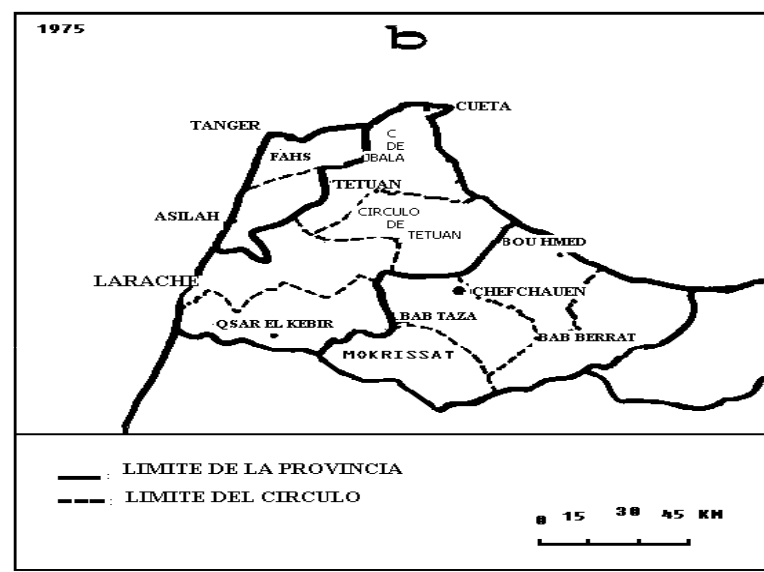 1975
b
CUETA
TANGER
C
DE
JBALA
FAHS
TETUAN
ASILAH
CIRCULO
DE
TETUAN
BOU HMED
LARACHE
CHEFCHAUEN
QSAR EL KEBIR
BAB TAZA
BAB BERRAT
MOKRISSAT
: LIMITE DE LA PROVINCIA
: LIMITE DEL CIRCULO
0 15 30 45 KM